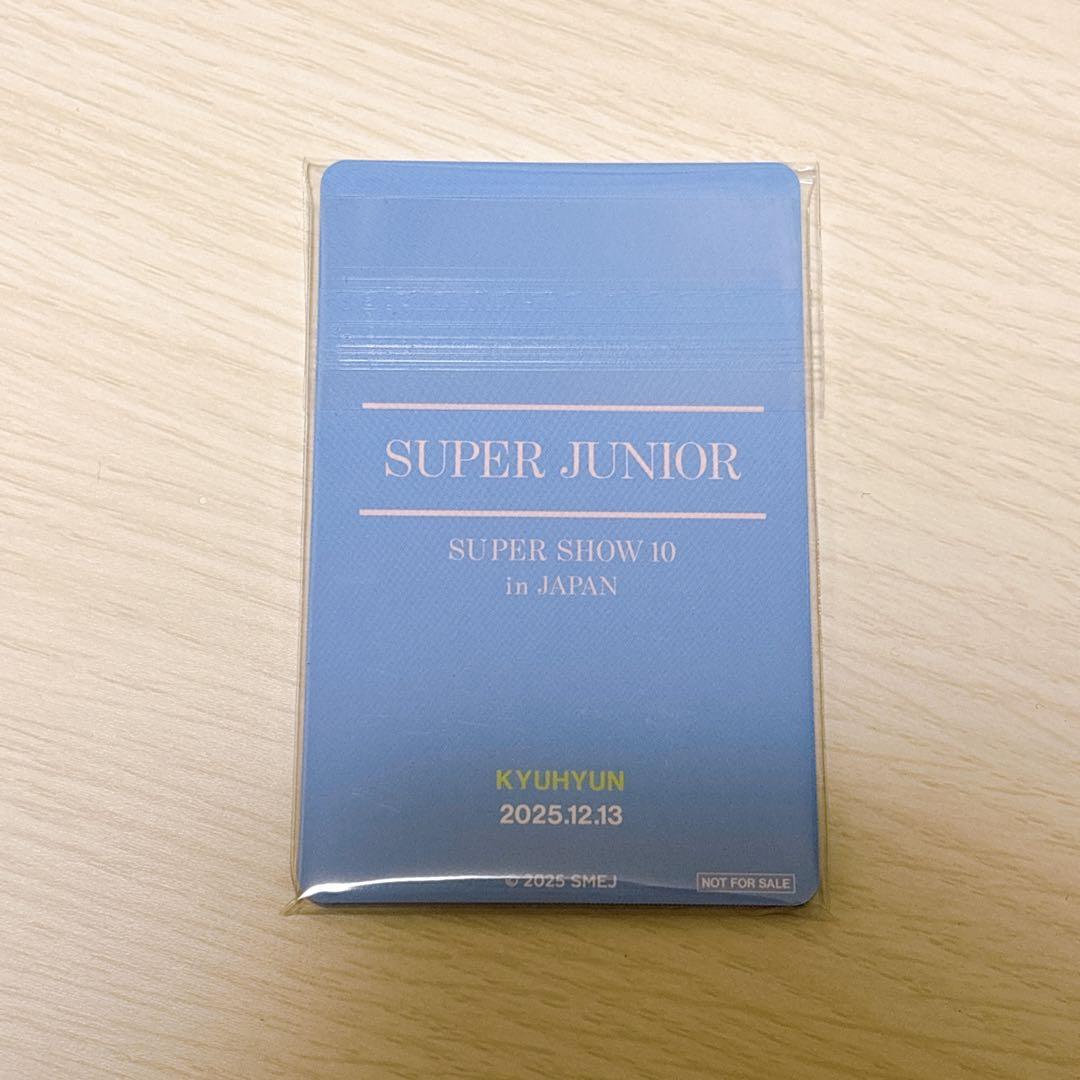 SUPER JUNIOR
SUPER SHOW 10
in JAPAN
KYUHYUN
2025.12.13
© 2025 SMEJ
NOT FOR SALE